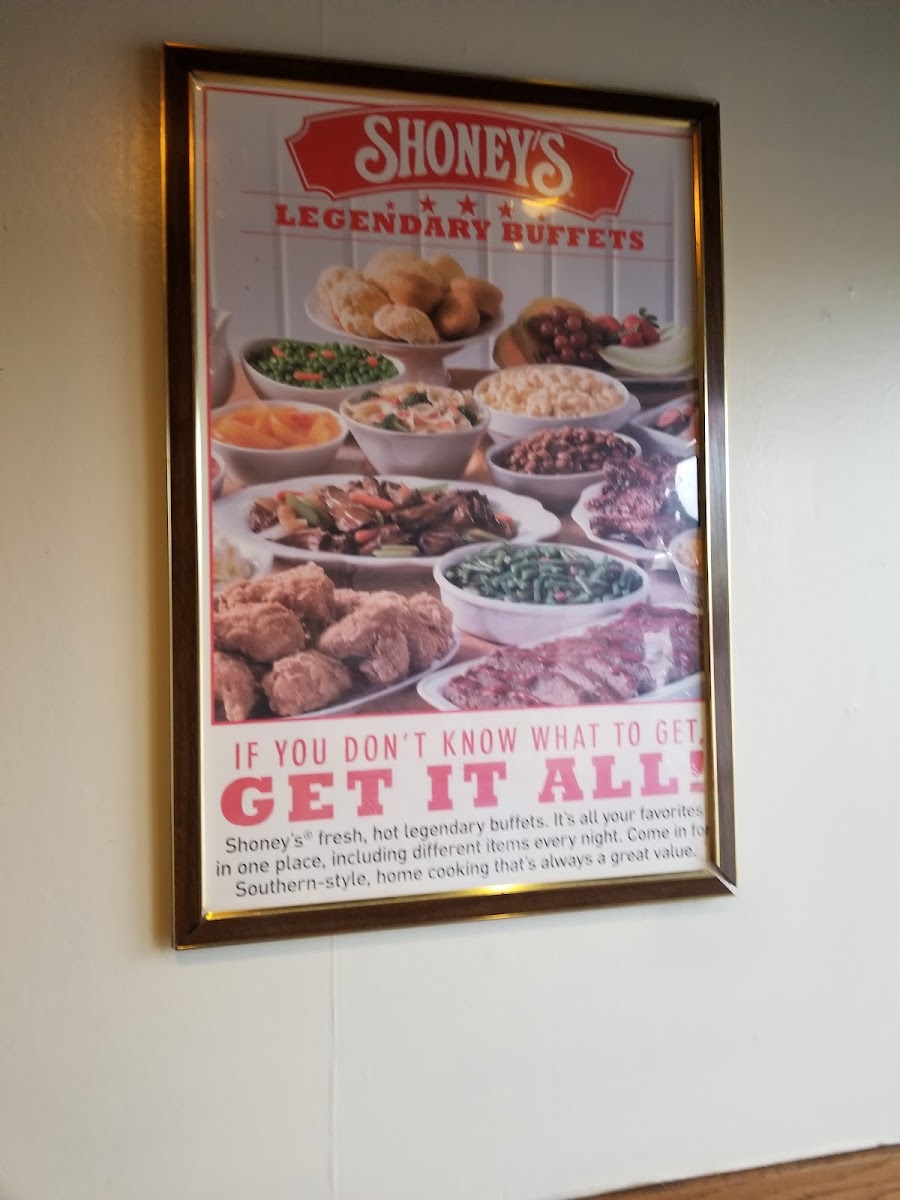 SHONEY'S
LEGENDARY BUFFETS
IF YOU DON'T KNOW WHAT TO GET,
GET IT ALL!
Shoney's® fresh, hot legendary buffets. It's all your favorites
in one place, including different items every night. Come in for
Southern-style, home cooking that's always a great value.